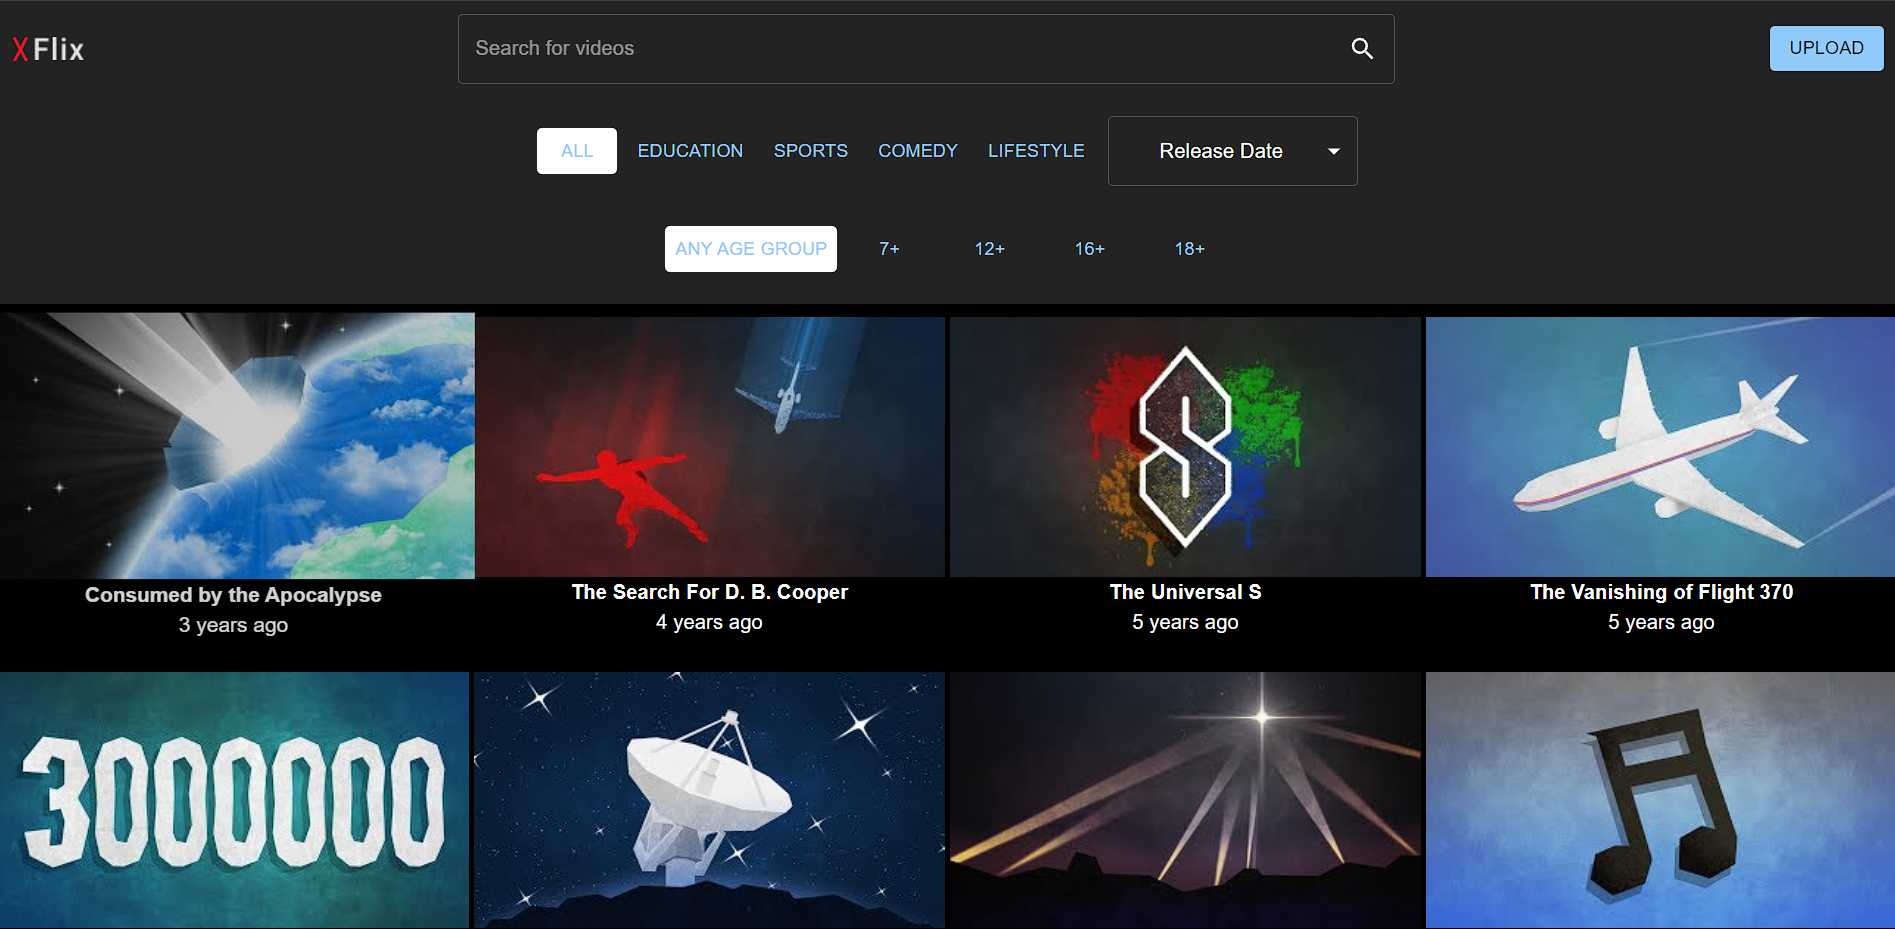 XFlix
Search for videos
UPLOAD
ALL EDUCATION SPORTS COMEDY LIFESTYLE Release Date
ANY AGE GROUP 7+ 12+ 16+ 18+
Consumed by the Apocalypse
3 years ago
The Search For D. B. Cooper
4 years ago
The Universal S
5 years ago
The Vanishing of Flight 370
5 years ago
3000000